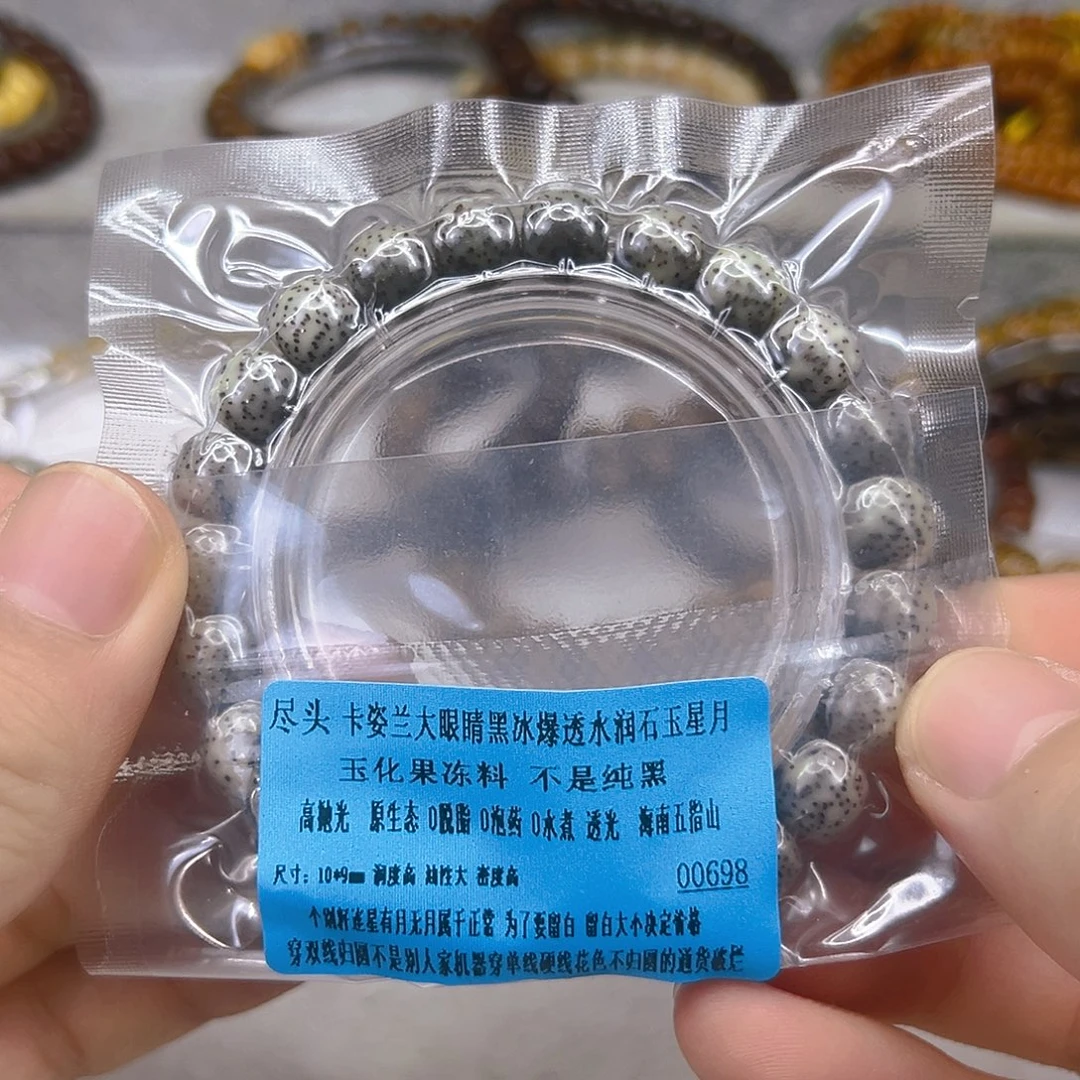 尽头 卡姿兰大眼睛黑冰爆透水润石玉星月
玉化果冻料 不是纯黑
高抛光 原生态 0脱脂 0泡药 0水煮 透光 海南五指山
尺寸：10*9mm 润度高 油性大 密度高
00698
个别籽连星有月无月属于正常 为了要留白 留白大小决定价格
穿双线归圆不是别人家机器穿单线硬线花色不归圆的通货破烂